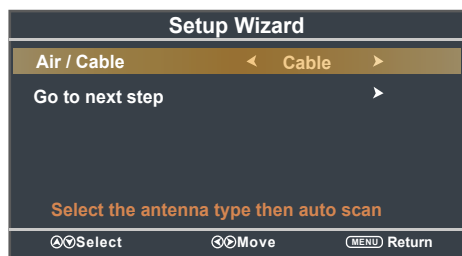 Setup Wizard
Air / Cable Cable
Go to next step
Select the antenna type then auto scan
Select Move MENU Return